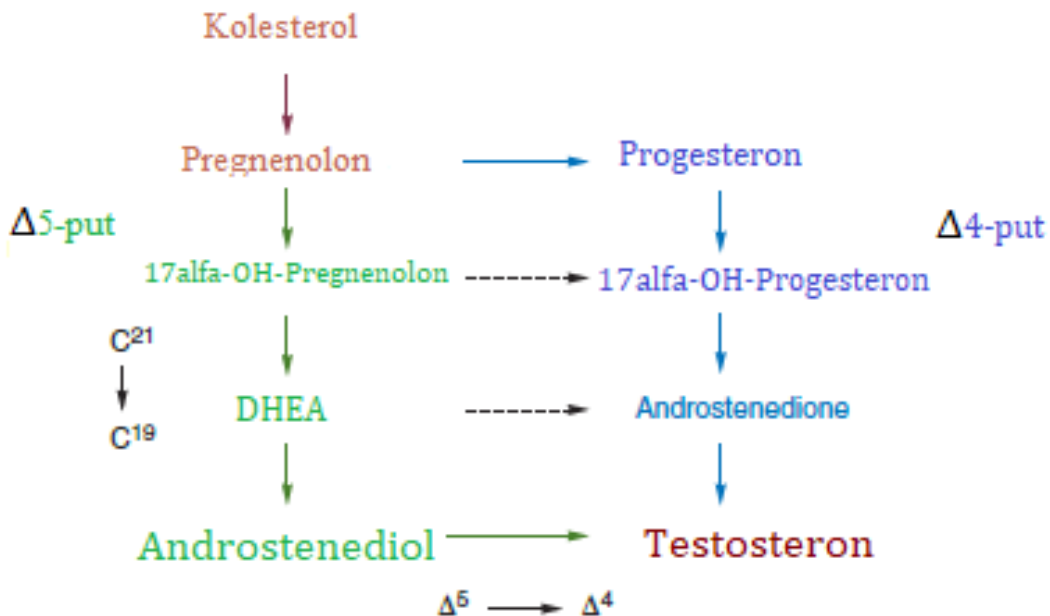 Kolesterol
Pregnenolon
Progesteron
Δ5-put
Δ4-put
17alfa-OH-Pregnenolon
17alfa-OH-Progesteron
C²¹
C¹⁹
DHEA
Androstenedione
Androstenediol
Testosteron
Δ⁵ Δ⁴